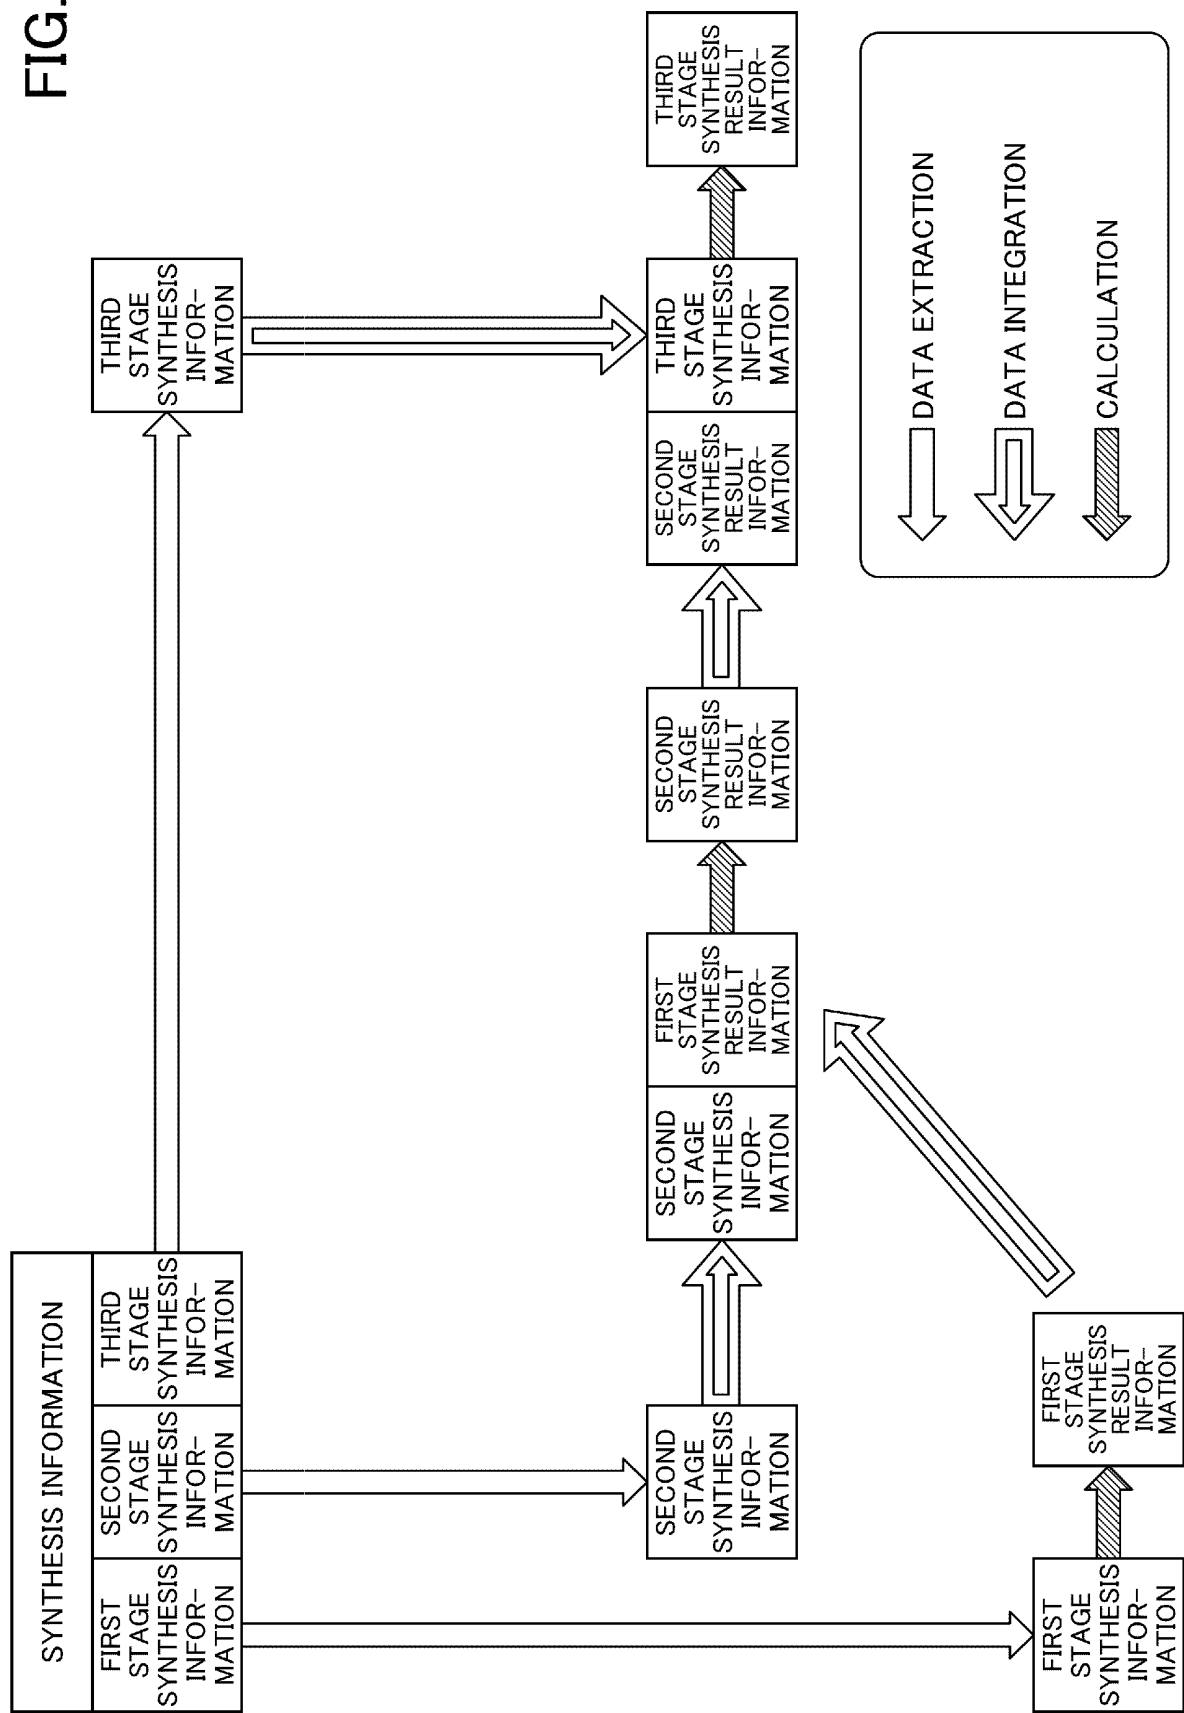 FIG.
SYNTHESIS INFORMATION
FIRST
STAGE
SYNTHESIS
INFOR-
MATION
SECOND
STAGE
SYNTHESIS
INFOR-
MATION
THIRD
STAGE
SYNTHESIS
INFOR-
MATION
THIRD
STAGE
SYNTHESIS
INFOR-
MATION
SECOND
STAGE
SYNTHESIS
INFOR-
MATION
SECOND
STAGE
SYNTHESIS
INFOR-
MATION
FIRST
STAGE
SYNTHESIS
RESULT
INFOR-
MATION
SECOND
STAGE
SYNTHESIS
RESULT
INFOR-
MATION
SECOND
STAGE
SYNTHESIS
RESULT
INFOR-
MATION
THIRD
STAGE
SYNTHESIS
INFOR-
MATION
THIRD
STAGE
SYNTHESIS
RESULT
INFOR-
MATION
FIRST
STAGE
SYNTHESIS
INFOR-
MATION
FIRST
STAGE
SYNTHESIS
RESULT
INFOR-
MATION
DATA EXTRACTION
DATA INTEGRATION
CALCULATION